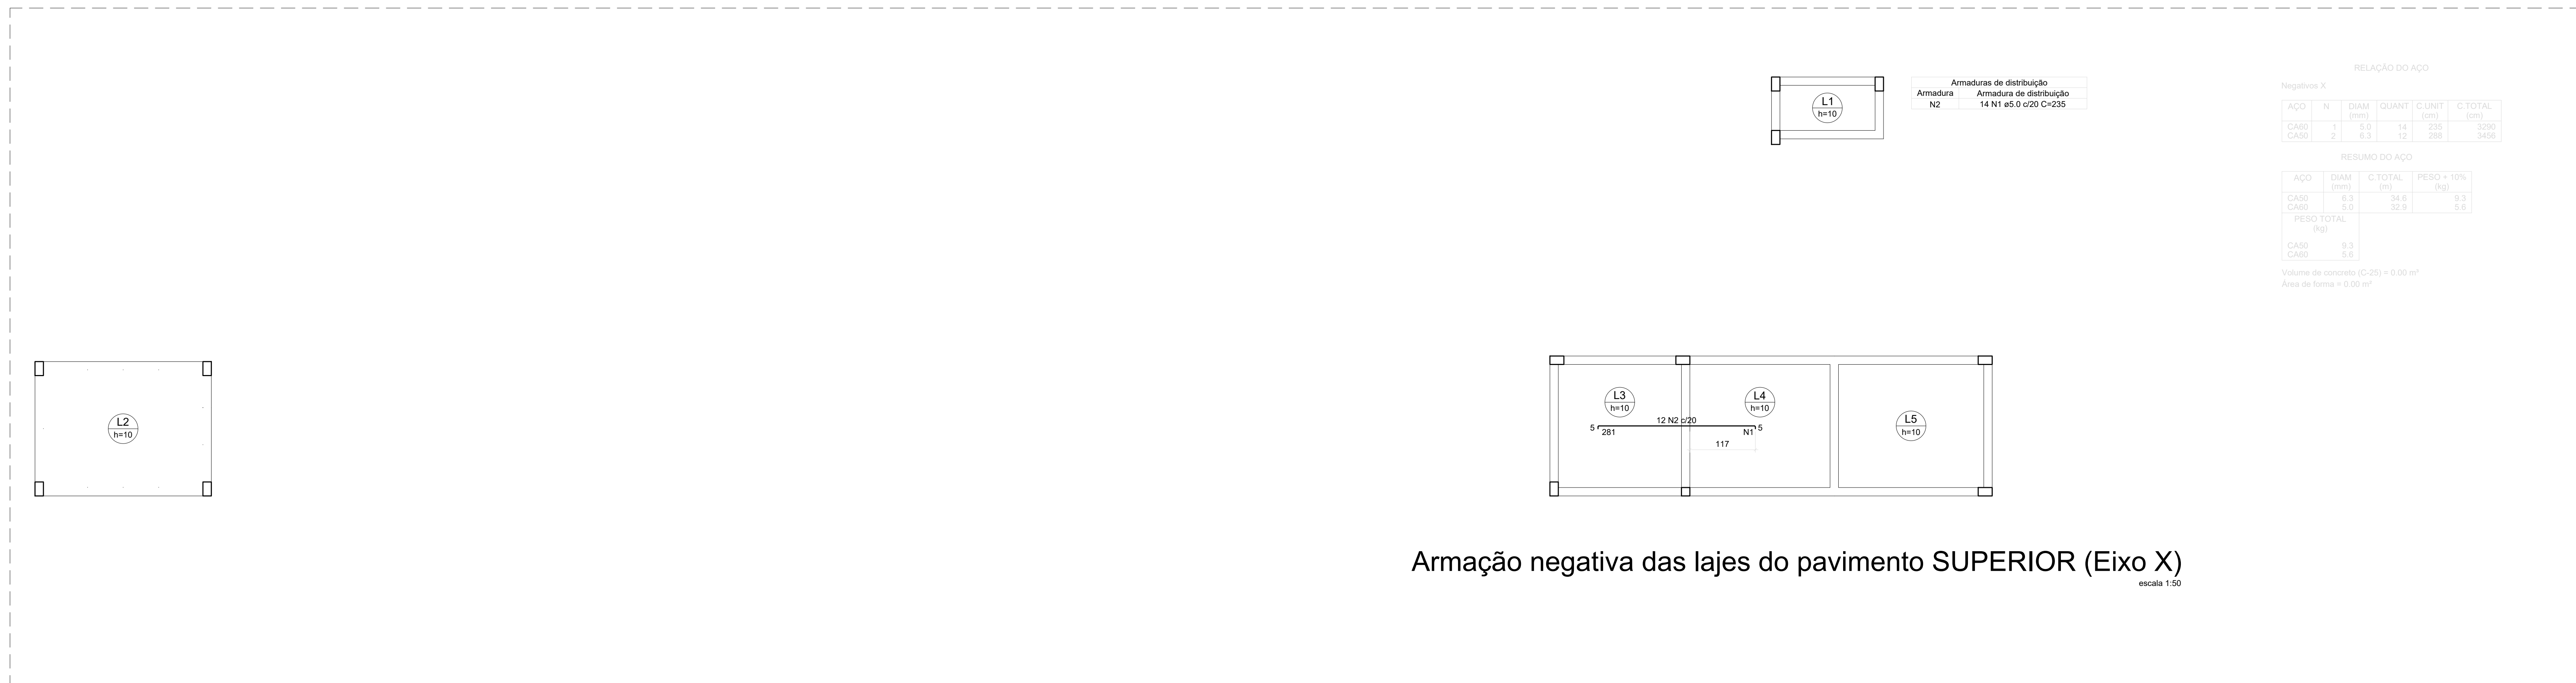 L1
h=10
Armaduras de distribuição
Armadura Armadura de distribuição
N2 14 N1 ø5.0 c/20 C=235
RELAÇÃO DO AÇO
Negativos X
AÇO N DIAM QUANT C.UNIT C.TOTAL
(mm) (cm) (cm)
CA60 1 5.0 14 235 3290
CA50 2 6.3 12 288 3456
RESUMO DO AÇO
AÇO DIAM C.TOTAL PESO + 10%
(mm) (m) (kg)
CA50 6.3 34.6 9.3
CA60 5.0 32.9 5.6
PESO TOTAL
(kg)
CA50 9.3
CA60 5.6
Volume de concreto (C-25) = 0.00 m³
Área de forma = 0.00 m²
L2
h=10
L3
h=10
L4
h=10
L5
h=10
12 N2 c/20
5 281 N1 5
117
Armação negativa das lajes do pavimento SUPERIOR (Eixo X)
escala 1:50